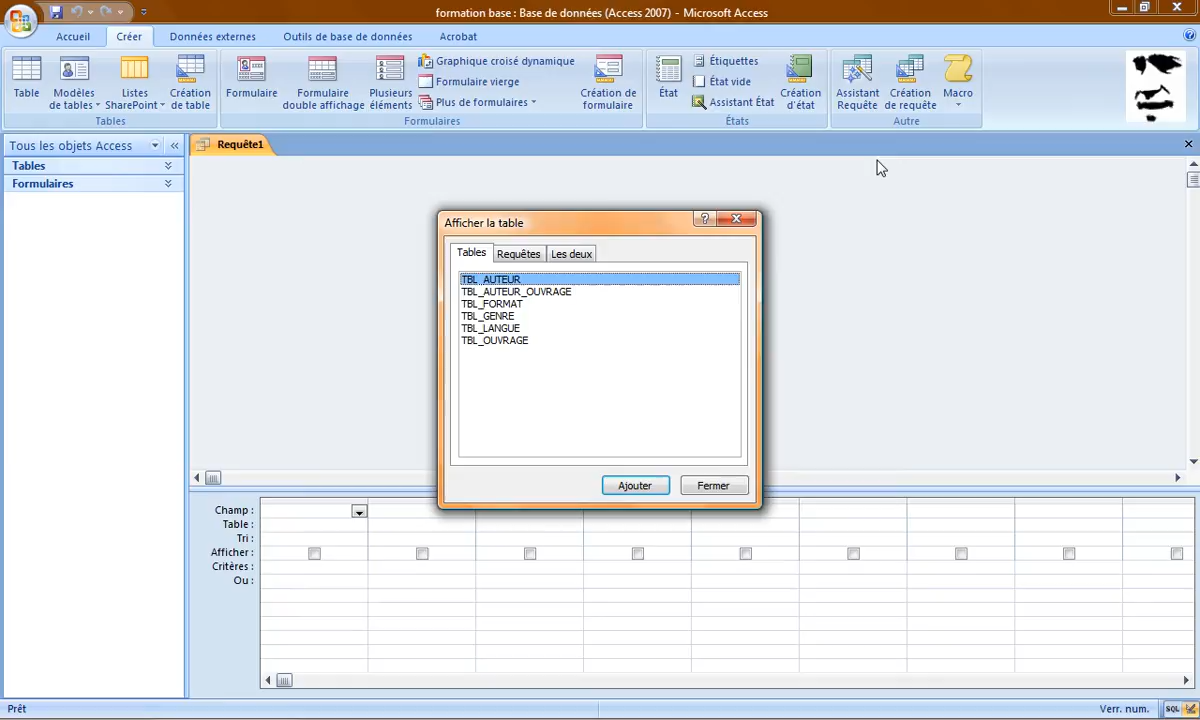 formation base : Base de données (Access 2007) - Microsoft Access
Accueil Créer Données externes Outils de base de données Acrobat
Table
Modèles de tables
Listes SharePoint
Création de table
Tables
Formulaire
Formulaire double affichage
Plusieurs éléments
Graphique croisé dynamique
Formulaire vierge
Plus de formulaires
Création de formulaire
Formulaires
État
Étiquettes
État vide
Assistant État
Création d'état
États
Assistant Requête
Création de requête
Macro
Autre
Tous les objets Access
Tables
Formulaires
Requête1
Afficher la table
Tables Requêtes Les deux
TBL_AUTEUR
TBL_AUTEUR_OUVRAGE
TBL_FORMAT
TBL_GENRE
TBL_LANGUE
TBL_OUVRAGE
Ajouter Fermer
Champ :
Table :
Tri :
Afficher :
Critères :
Ou :
Prêt
Verr. num. SQL